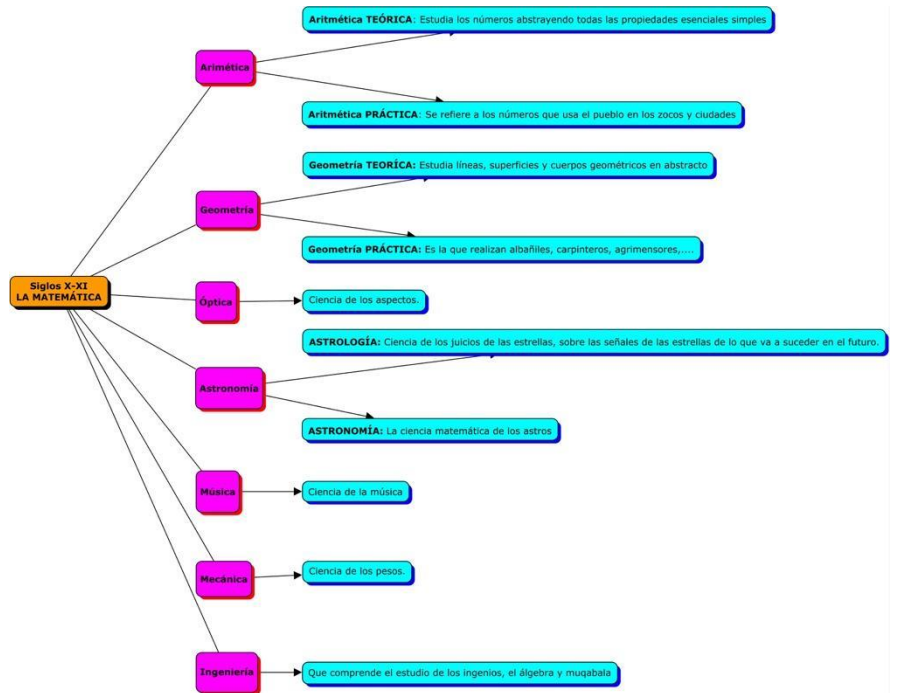 Siglos X-XI
LA MATEMÁTICA
Arimética
Aritmética TEÓRICA: Estudia los números abstrayendo todas las propiedades esenciales simples
Aritmética PRÁCTICA: Se refiere a los números que usa el pueblo en los zocos y ciudades
Geometría
Geometría TEORÍCA: Estudia líneas, superficies y cuerpos geométricos en abstracto
Geometría PRÁCTICA: Es la que realizan albañiles, carpinteros, agrimensores,....
Óptica
Ciencia de los aspectos.
Astronomía
ASTROLOGÍA: Ciencia de los juicios de las estrellas, sobre las señales de las estrellas de lo que va a suceder en el futuro.
ASTRONOMÍA: La ciencia matemática de los astros
Música
Ciencia de la música
Mecánica
Ciencia de los pesos.
Ingeniería
Que comprende el estudio de los ingenios, el álgebra y muqabala